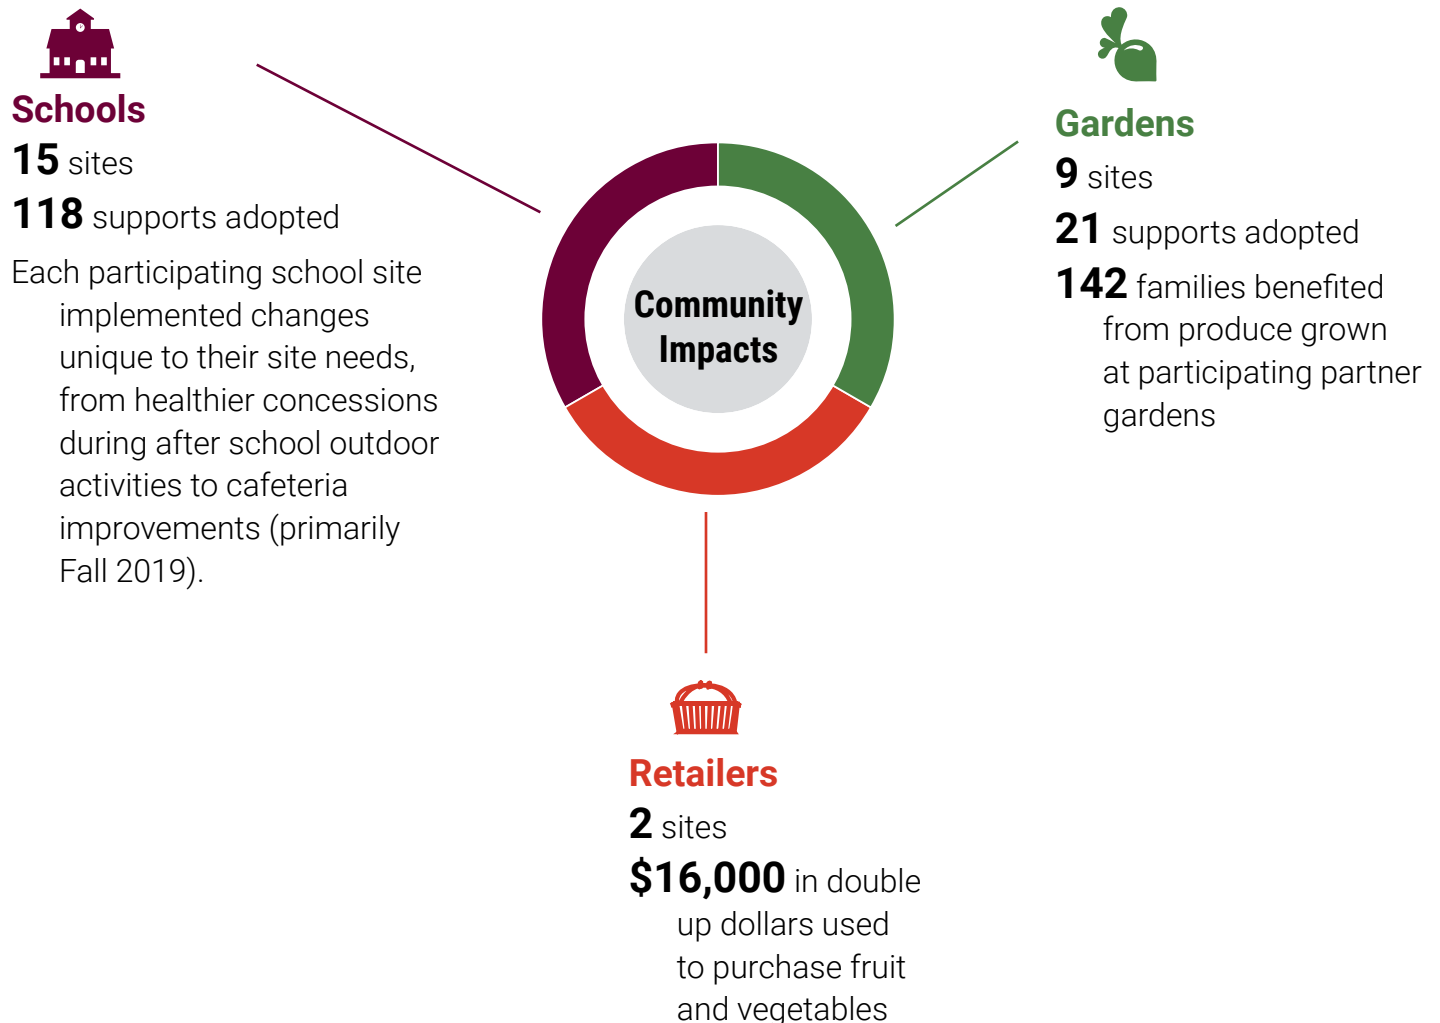 Schools
15 sites
118 supports adopted
Each participating school site
implemented changes
unique to their site needs,
from healthier concessions
during after school outdoor
activities to cafeteria
improvements (primarily
Fall 2019).
Community
Impacts
Gardens
9 sites
21 supports adopted
142 families benefited
from produce grown
at participating partner
gardens
Retailers
2 sites
$16,000 in double
up dollars used
to purchase fruit
and vegetables